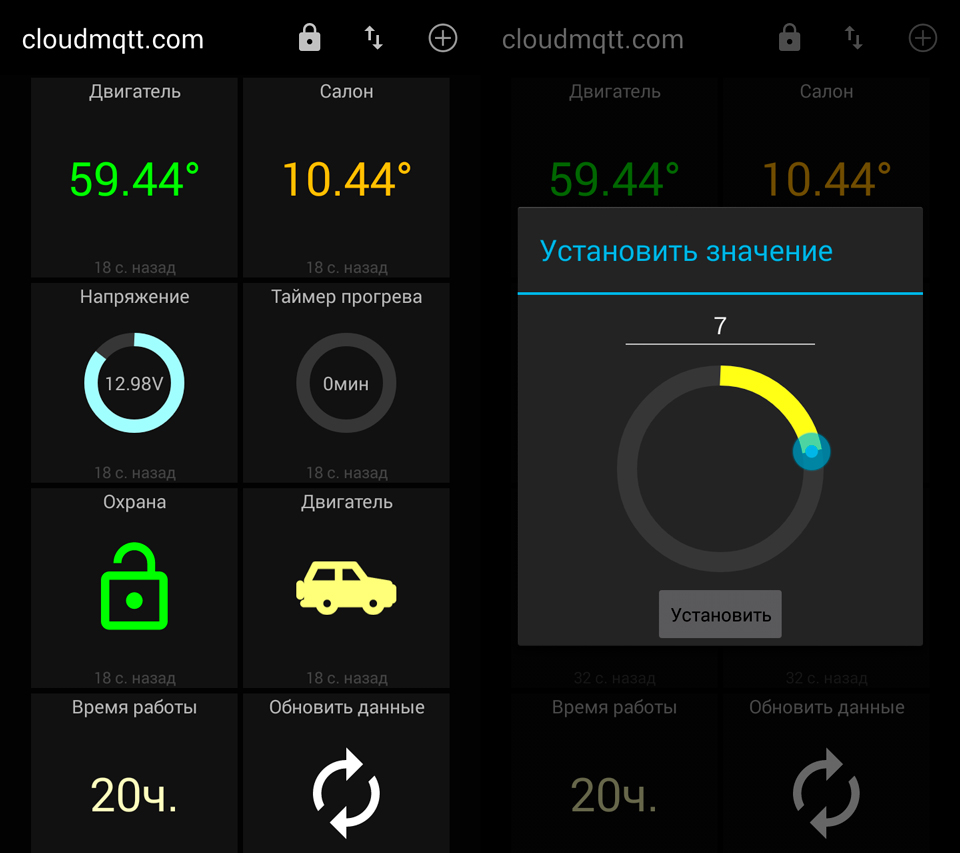 cloudmqtt.com
Двигатель
Салон
59.44°
10.44°
18 с. назад
18 с. назад
Напряжение
Таймер прогрева
12.98V
0мин
18 с. назад
18 с. назад
Охрана
Двигатель
18 с. назад
18 с. назад
Время работы
Обновить данные
20ч.
cloudmqtt.com
Двигатель
Салон
59.44°
10.44°
Установить значение
7
Установить
32 с. назад
32 с. назад
Время работы
Обновить данные
20ч.